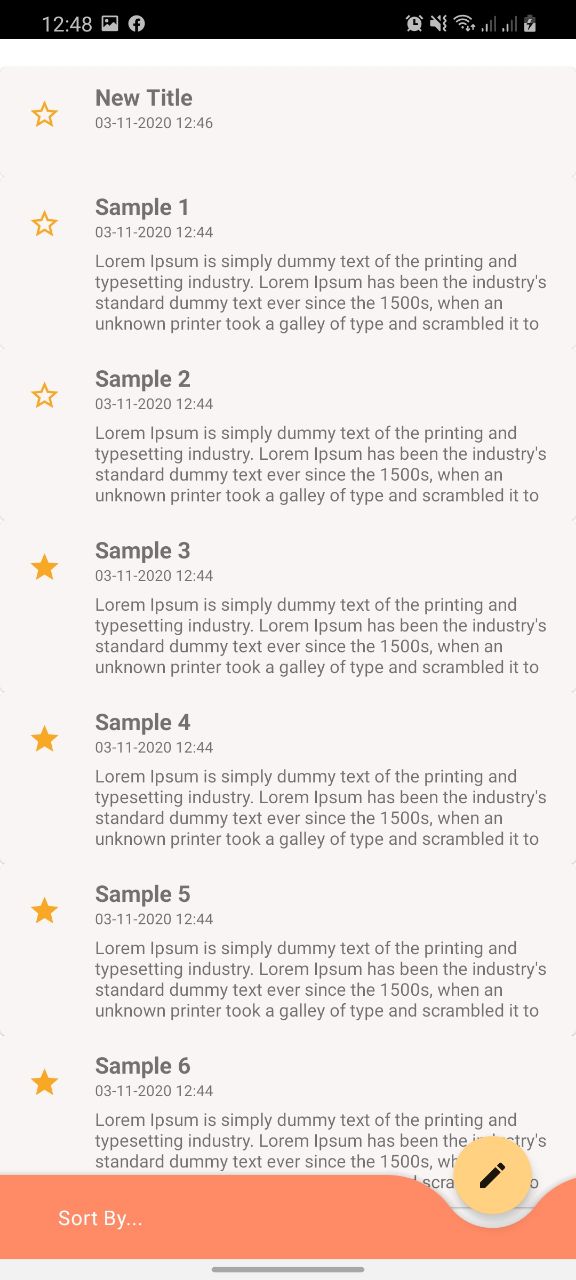 12:48
New Title
03-11-2020 12:46
Sample 1
03-11-2020 12:44
Lorem Ipsum is simply dummy text of the printing and
typesetting industry. Lorem Ipsum has been the industry's
standard dummy text ever since the 1500s, when an
unknown printer took a galley of type and scrambled it to
Sample 2
03-11-2020 12:44
Lorem Ipsum is simply dummy text of the printing and
typesetting industry. Lorem Ipsum has been the industry's
standard dummy text ever since the 1500s, when an
unknown printer took a galley of type and scrambled it to
Sample 3
03-11-2020 12:44
Lorem Ipsum is simply dummy text of the printing and
typesetting industry. Lorem Ipsum has been the industry's
standard dummy text ever since the 1500s, when an
unknown printer took a galley of type and scrambled it to
Sample 4
03-11-2020 12:44
Lorem Ipsum is simply dummy text of the printing and
typesetting industry. Lorem Ipsum has been the industry's
standard dummy text ever since the 1500s, when an
unknown printer took a galley of type and scrambled it to
Sample 5
03-11-2020 12:44
Lorem Ipsum is simply dummy text of the printing and
typesetting industry. Lorem Ipsum has been the industry's
standard dummy text ever since the 1500s, when an
unknown printer took a galley of type and scrambled it to
Sample 6
03-11-2020 12:44
Lorem Ipsum is simply dummy text of the printing and
typesetting industry. Lorem Ipsum has been the
standard dummy text ever since the 1500s,
Sort By...